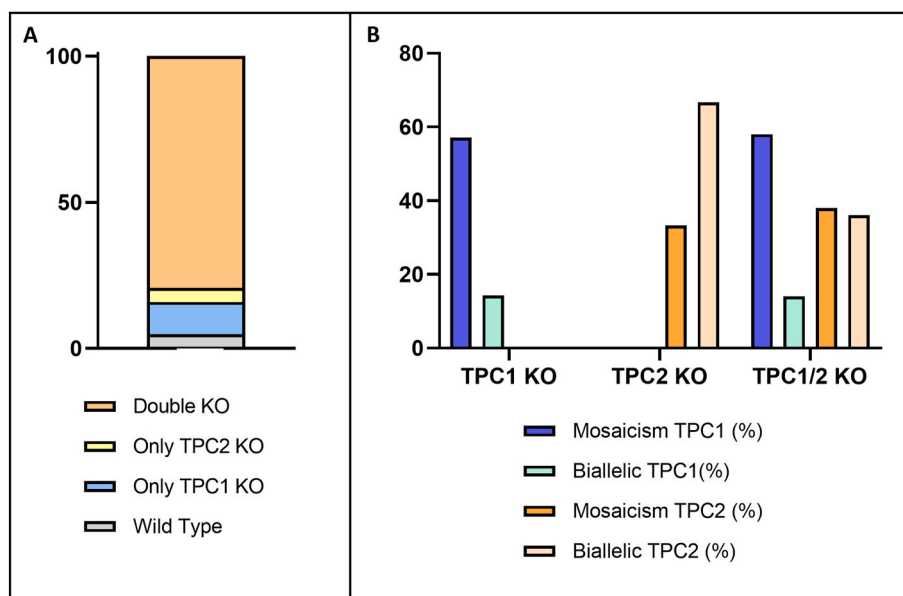 A
100
50
0
Double KO
Only TPC2 KO
Only TPC1 KO
Wild Type
B
80
60
40
20
0
TPC1 KO
TPC2 KO
TPC1/2 KO
Mosaicism TPC1 (%)
Biallelic TPC1(%)
Mosaicism TPC2 (%)
Biallelic TPC2 (%)